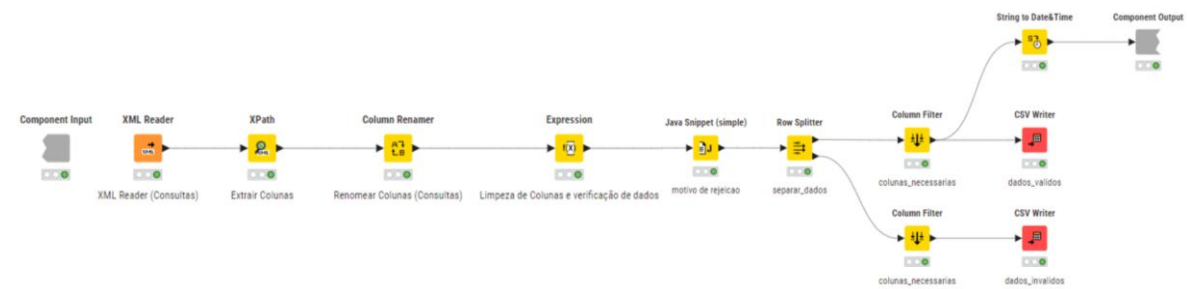 String to Date&Time
Component Output
Component Input
XML Reader
XPath
Column Renamer
Expression
Java Snippet (simple)
Row Splitter
Column Filter
CSV Writer
XML Reader (Consultas)
Extrair Colunas
Renomear Colunas (Consultas)
Limpeza de Colunas e verificação de dados
motivo de rejeicao
separar_dados
colunas_necessarias
dados_validos
Column Filter
CSV Writer
colunas_necessarias
dados_invalidos